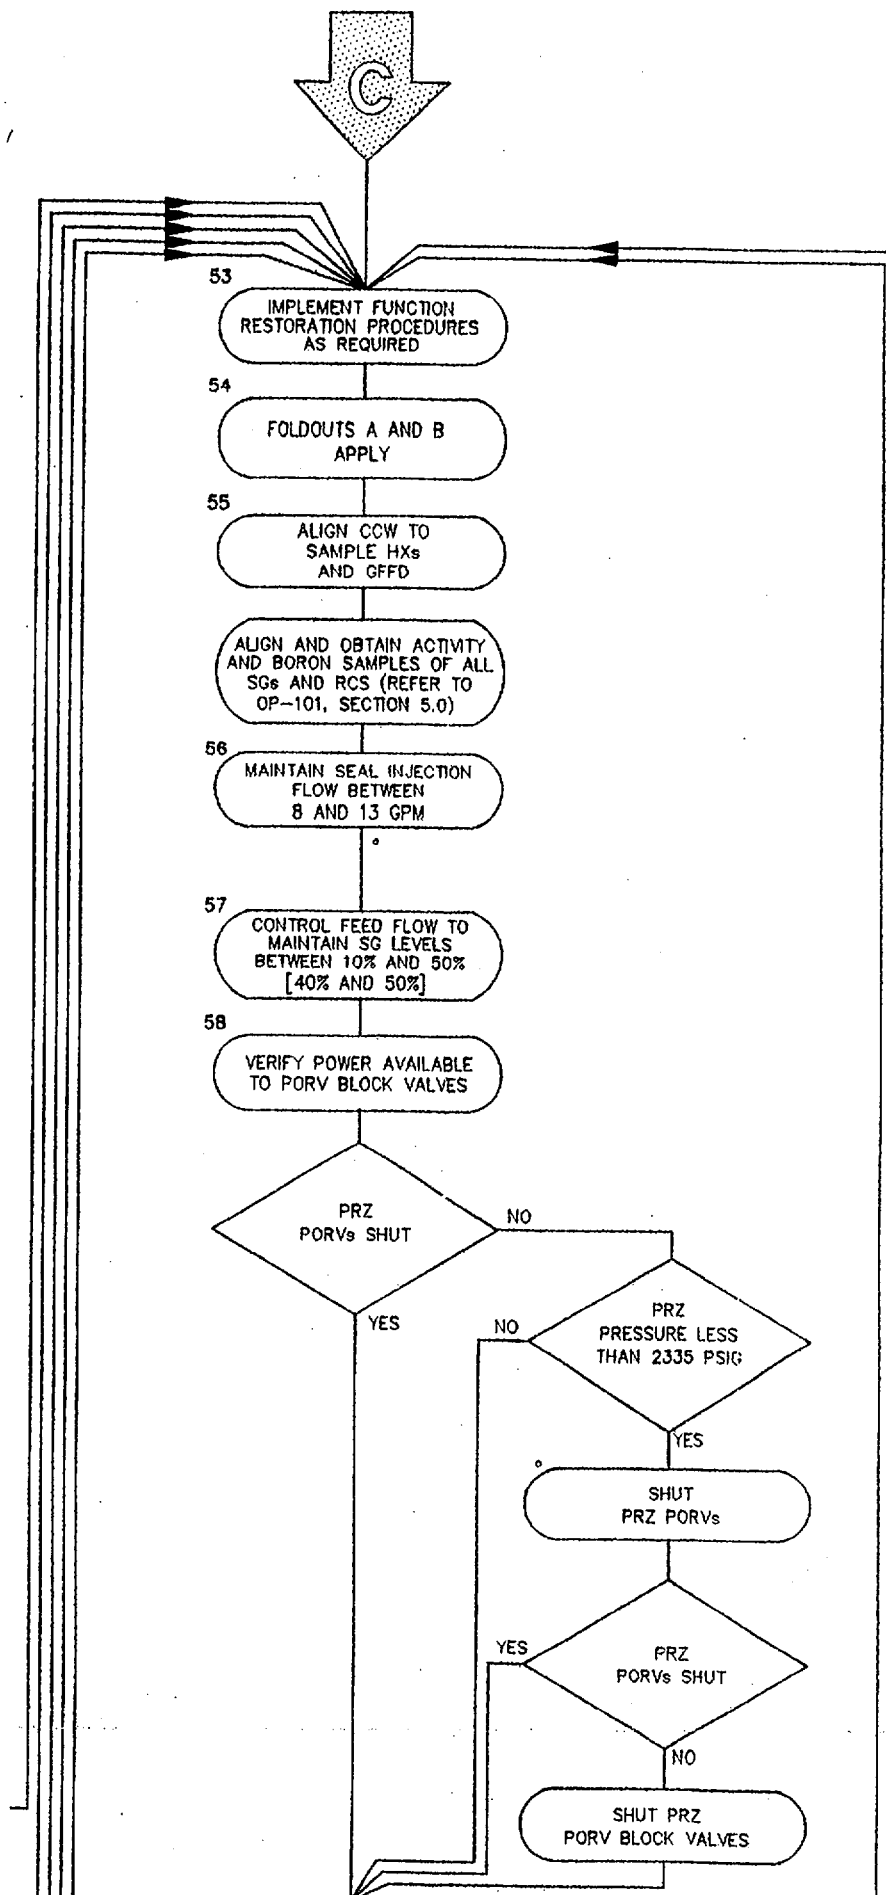 C
53
IMPLEMENT FUNCTION
RESTORATION PROCEDURES
AS REQUIRED
54
FOLDOUTS A AND B
APPLY
55
ALIGN CCW TO
SAMPLE HXs
AND GFFD
ALIGN AND OBTAIN ACTIVITY
AND BORON SAMPLES OF ALL
SGs AND RCS (REFER TO
OP-101, SECTION 5.0)
56
MAINTAIN SEAL INJECTION
FLOW BETWEEN
8 AND 13 GPM
57
CONTROL FEED FLOW TO
MAINTAIN SG LEVELS
BETWEEN 10% AND 50%
[40% AND 50%]
58
VERIFY POWER AVAILABLE
TO PORV BLOCK VALVES
PRZ
PORVs SHUT
NO
YES
PRZ
PRESSURE LESS
THAN 2335 PSIG
NO
YES
SHUT
PRZ PORVs
PRZ
PORVs SHUT
YES
NO
SHUT PRZ
PORV BLOCK VALVES